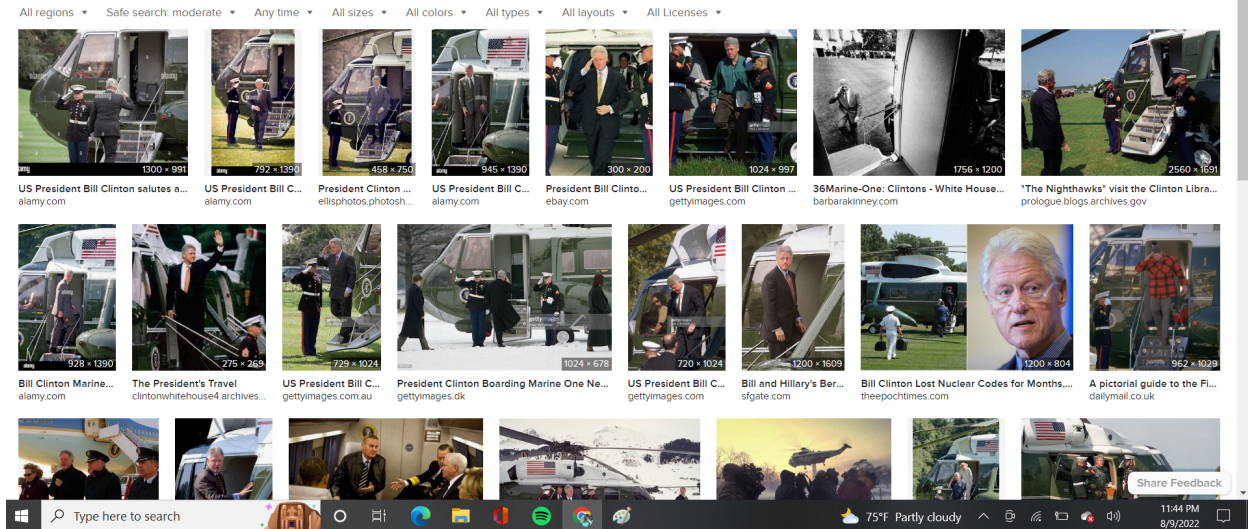 All regions Safe search: moderate Any time All sizes All colors All types All layouts All Licenses
1300 × 991 792 × 1390 458 × 750 945 × 1390 300 × 200 1024 × 997 1756 × 1200 2560 × 1691
US President Bill Clinton salutes a... US President Bill C... President Clinton ... US President Bill C... President Bill Clinto... US President Bill Clinton ... 36Marine-One: Clintons - White House... "The Nighthawks" visit the Clinton Libra...
alamy.com alamy.com ellisphotos.photosh... alamy.com ebay.com gettyimages.com barbarakinney.com prologue.blogs.archives.gov
928 × 1390 275 × 269 729 × 1024 1024 × 678 720 × 1024 1200 × 1609 1200 × 804 962 × 1029
Bill Clinton Marine... The President's Travel US President Bill C... President Clinton Boarding Marine One Ne... US President Bill C... Bill and Hillary's Ber... Bill Clinton Lost Nuclear Codes for Months,... A pictorial guide to the Fi...
alamy.com clintonwhitehouse4.archives... gettyimages.com.au gettyimages.dk gettyimages.com sfgate.com theepochtimes.com dailymail.co.uk
Share Feedback
Type here to search 75°F Partly cloudy 11:44 PM
8/9/2022